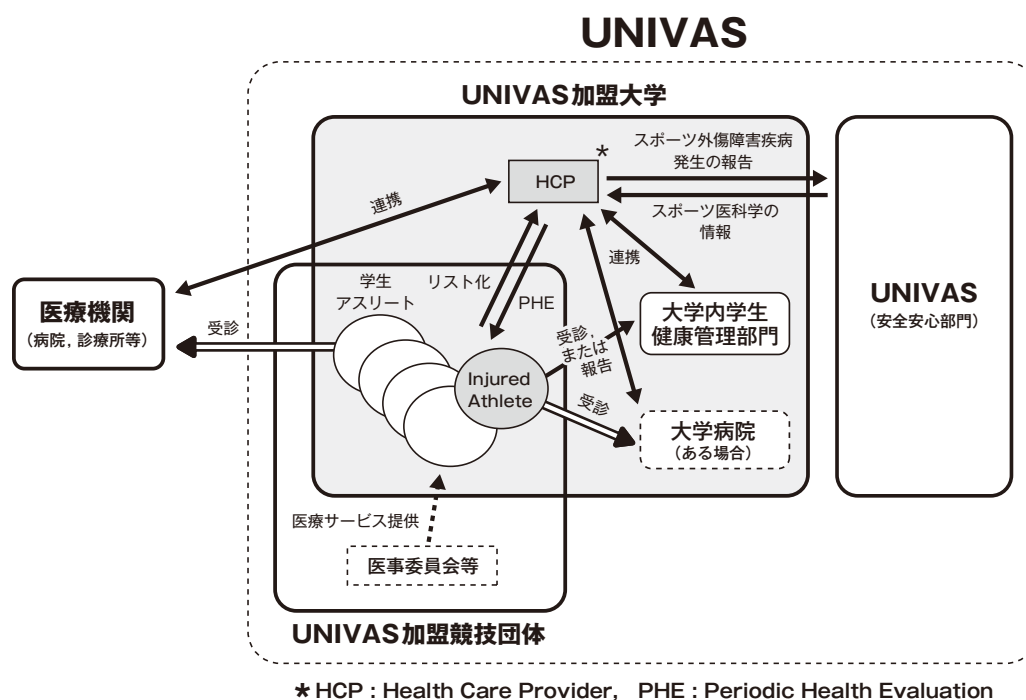 UNIVAS
UNIVAS加盟大学
スポーツ外傷障害疾病
発生の報告
*
HCP
スポーツ医科学の
情報
連携
連携
学生
アスリート
リスト化
PHE
医療機関
(病院, 診療所等)
受診
大学内学生
健康管理部門
UNIVAS
(安全安心部門)
受診,
または
報告
Injured
Athlete
受診
大学病院
(ある場合)
医療サービス提供
医事委員会等
UNIVAS加盟競技団体
* HCP : Health Care Provider, PHE : Periodic Health Evaluation